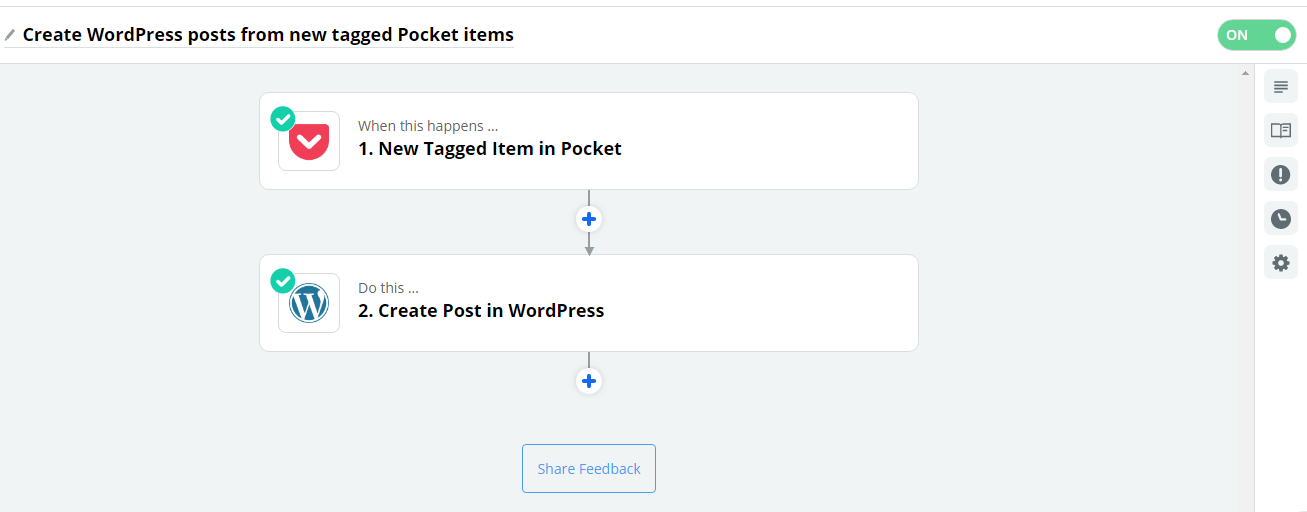 Create WordPress posts from new tagged Pocket items
ON
When this happens ...
1. New Tagged Item in Pocket
Do this ...
2. Create Post in WordPress
Share Feedback